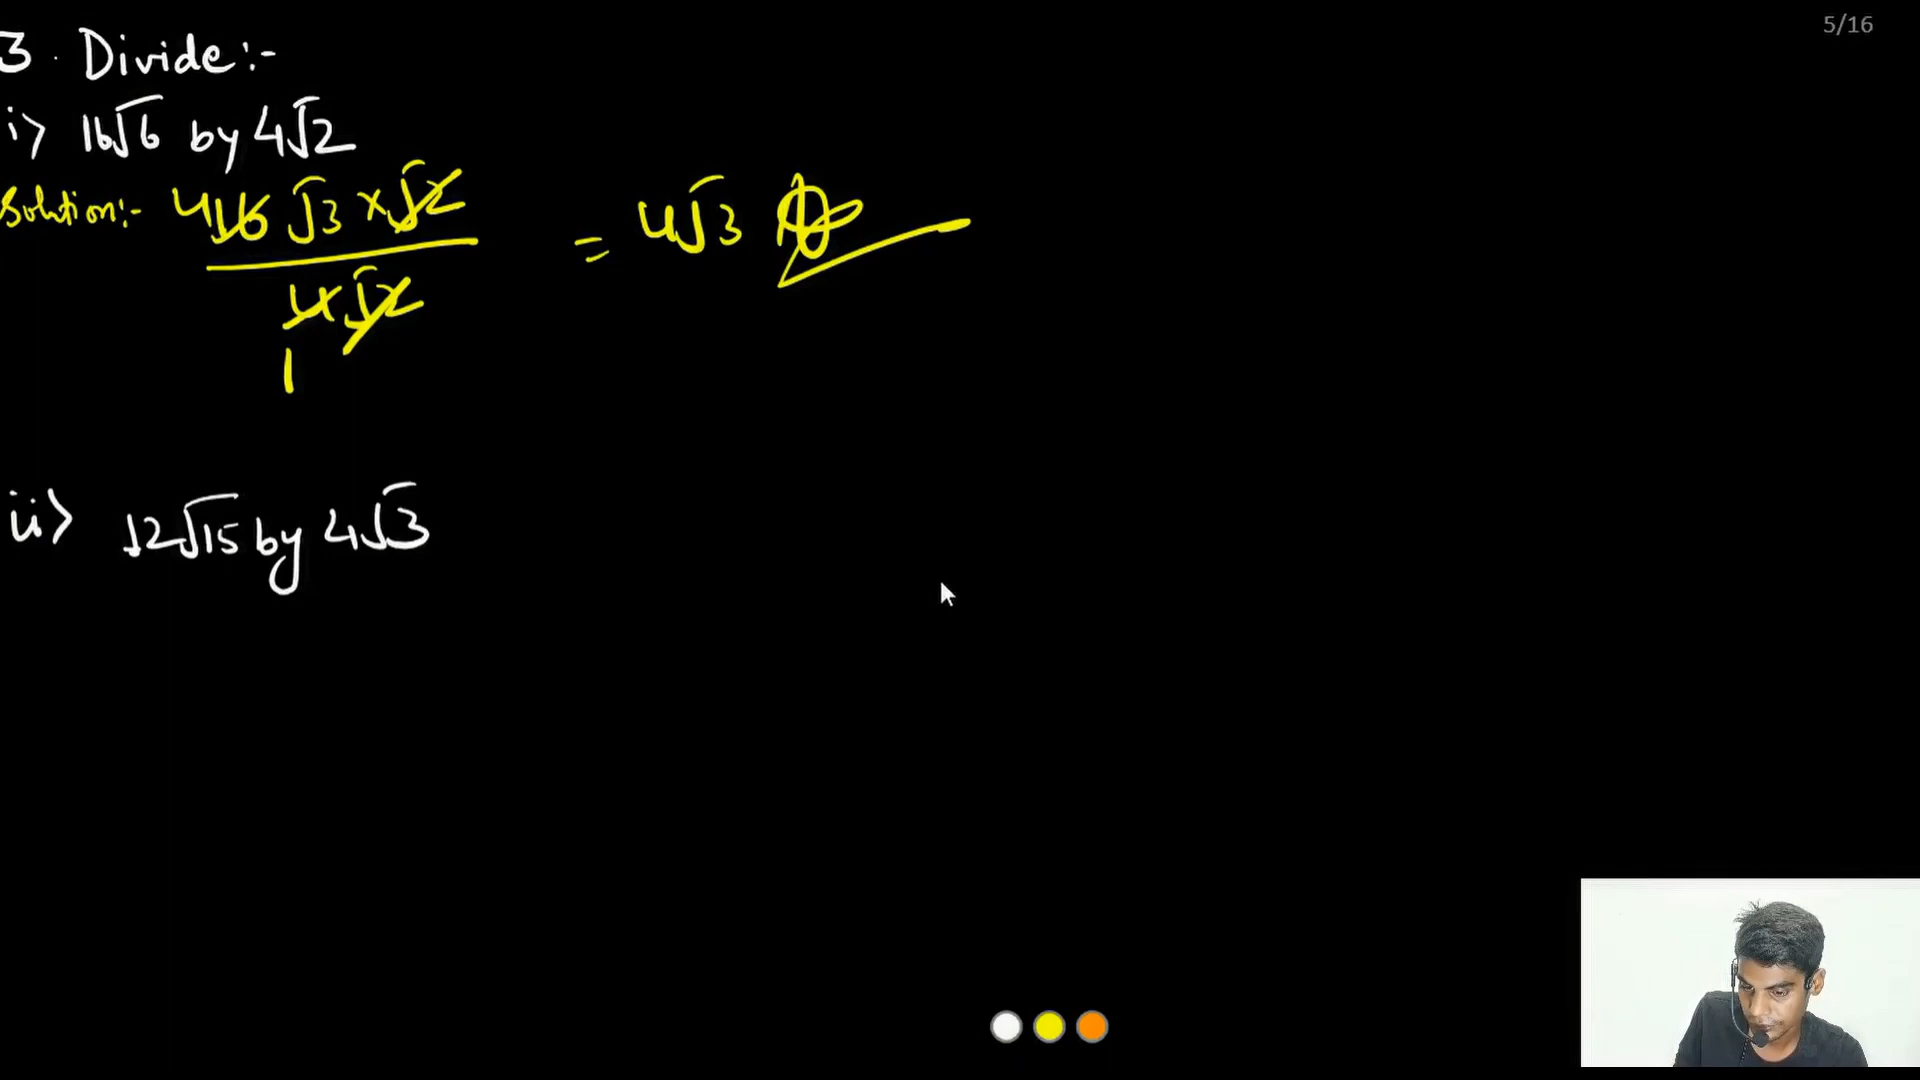 5/16
3. Divide:-
i> 16√6 by 4√2
Solution:- 4 16 √3 × √2
= 4√3
4 × √2
1
ii> 12√15 by 4√3